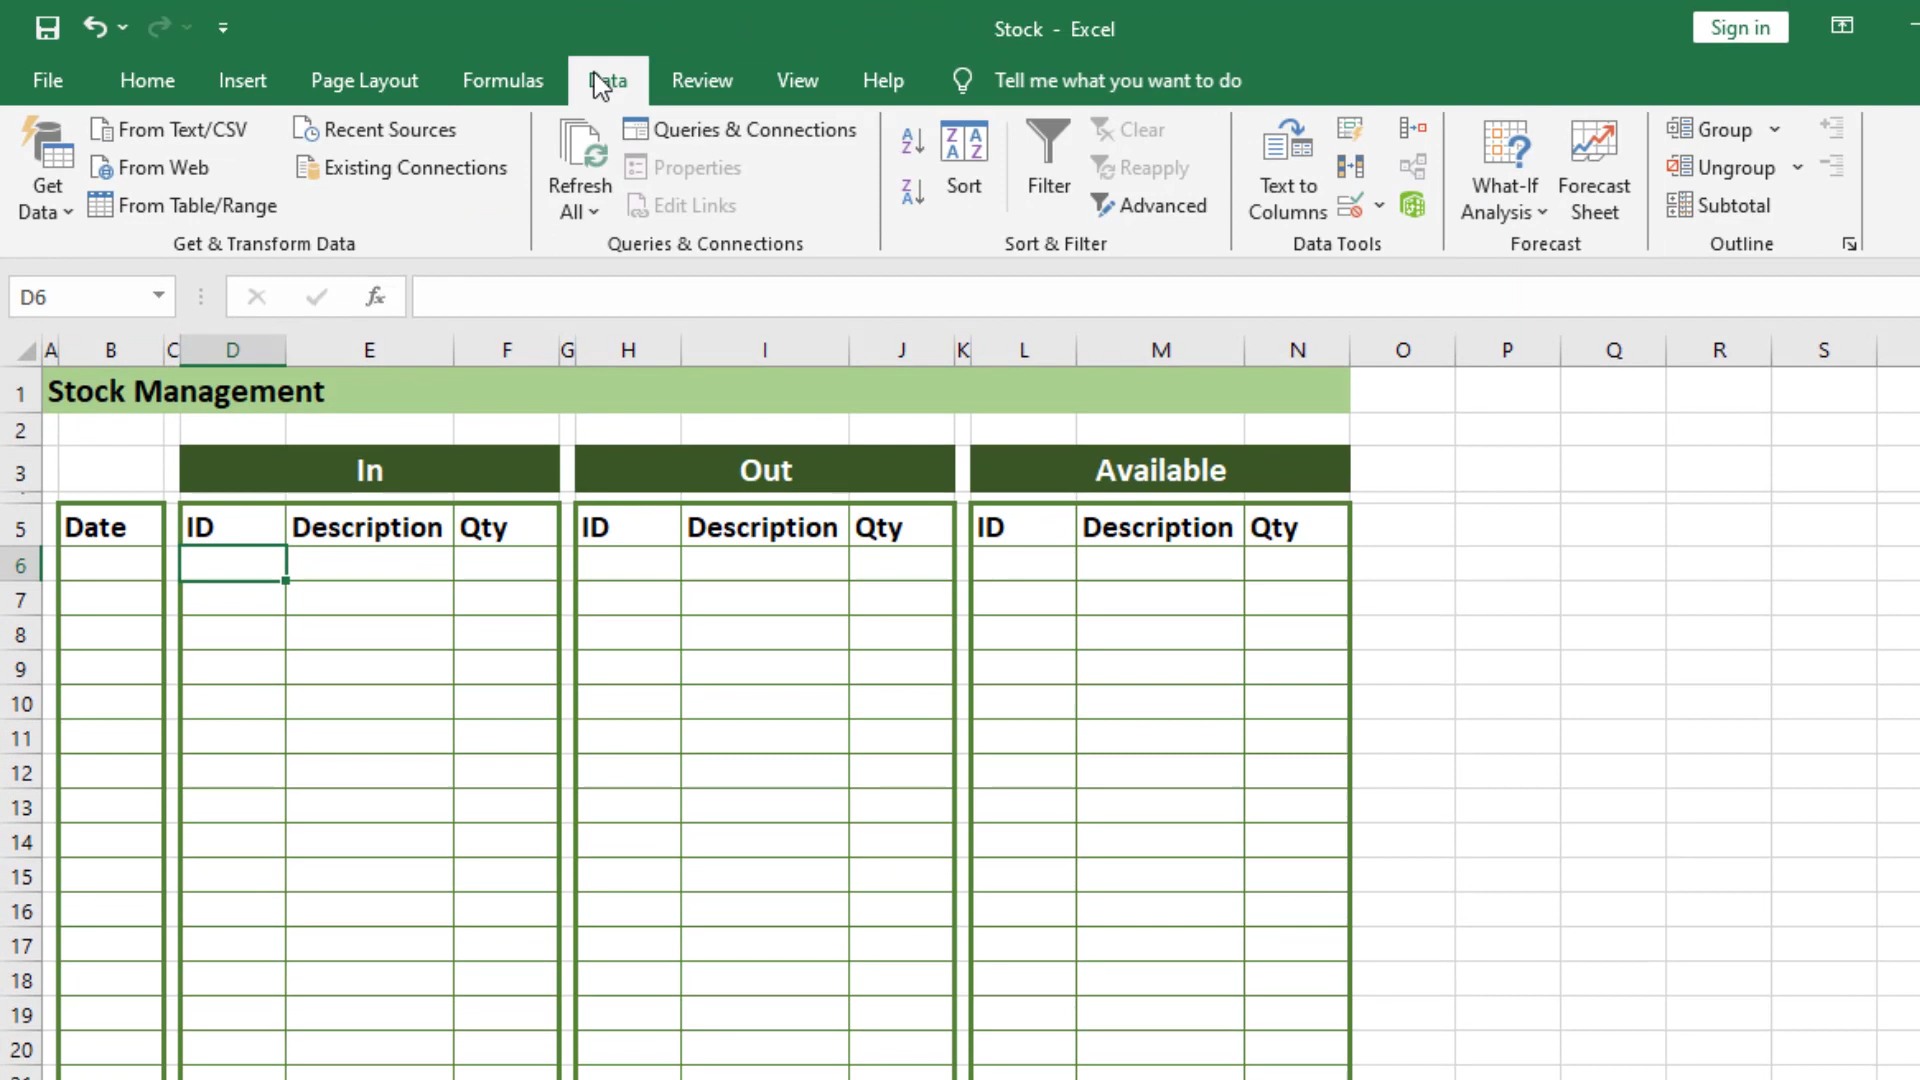 Stock - Excel
Sign in
File Home Insert Page Layout Formulas Data Review View Help Tell me what you want to do
Get Data
From Text/CSV
From Web
From Table/Range
Recent Sources
Existing Connections
Get & Transform Data
Refresh All
Queries & Connections
Properties
Edit Links
Queries & Connections
Sort
Filter
Clear
Reapply
Advanced
Sort & Filter
Text to Columns
Data Tools
What-If Analysis
Forecast Sheet
Forecast
Group
Ungroup
Subtotal
Outline
D6 fx
A B C D E F G H I J K L M N O P Q R S
1 Stock Management
2
3 In Out Available
5 Date ID Description Qty ID Description Qty ID Description Qty
6
7
8
9
10
11
12
13
14
15
16
17
18
19
20